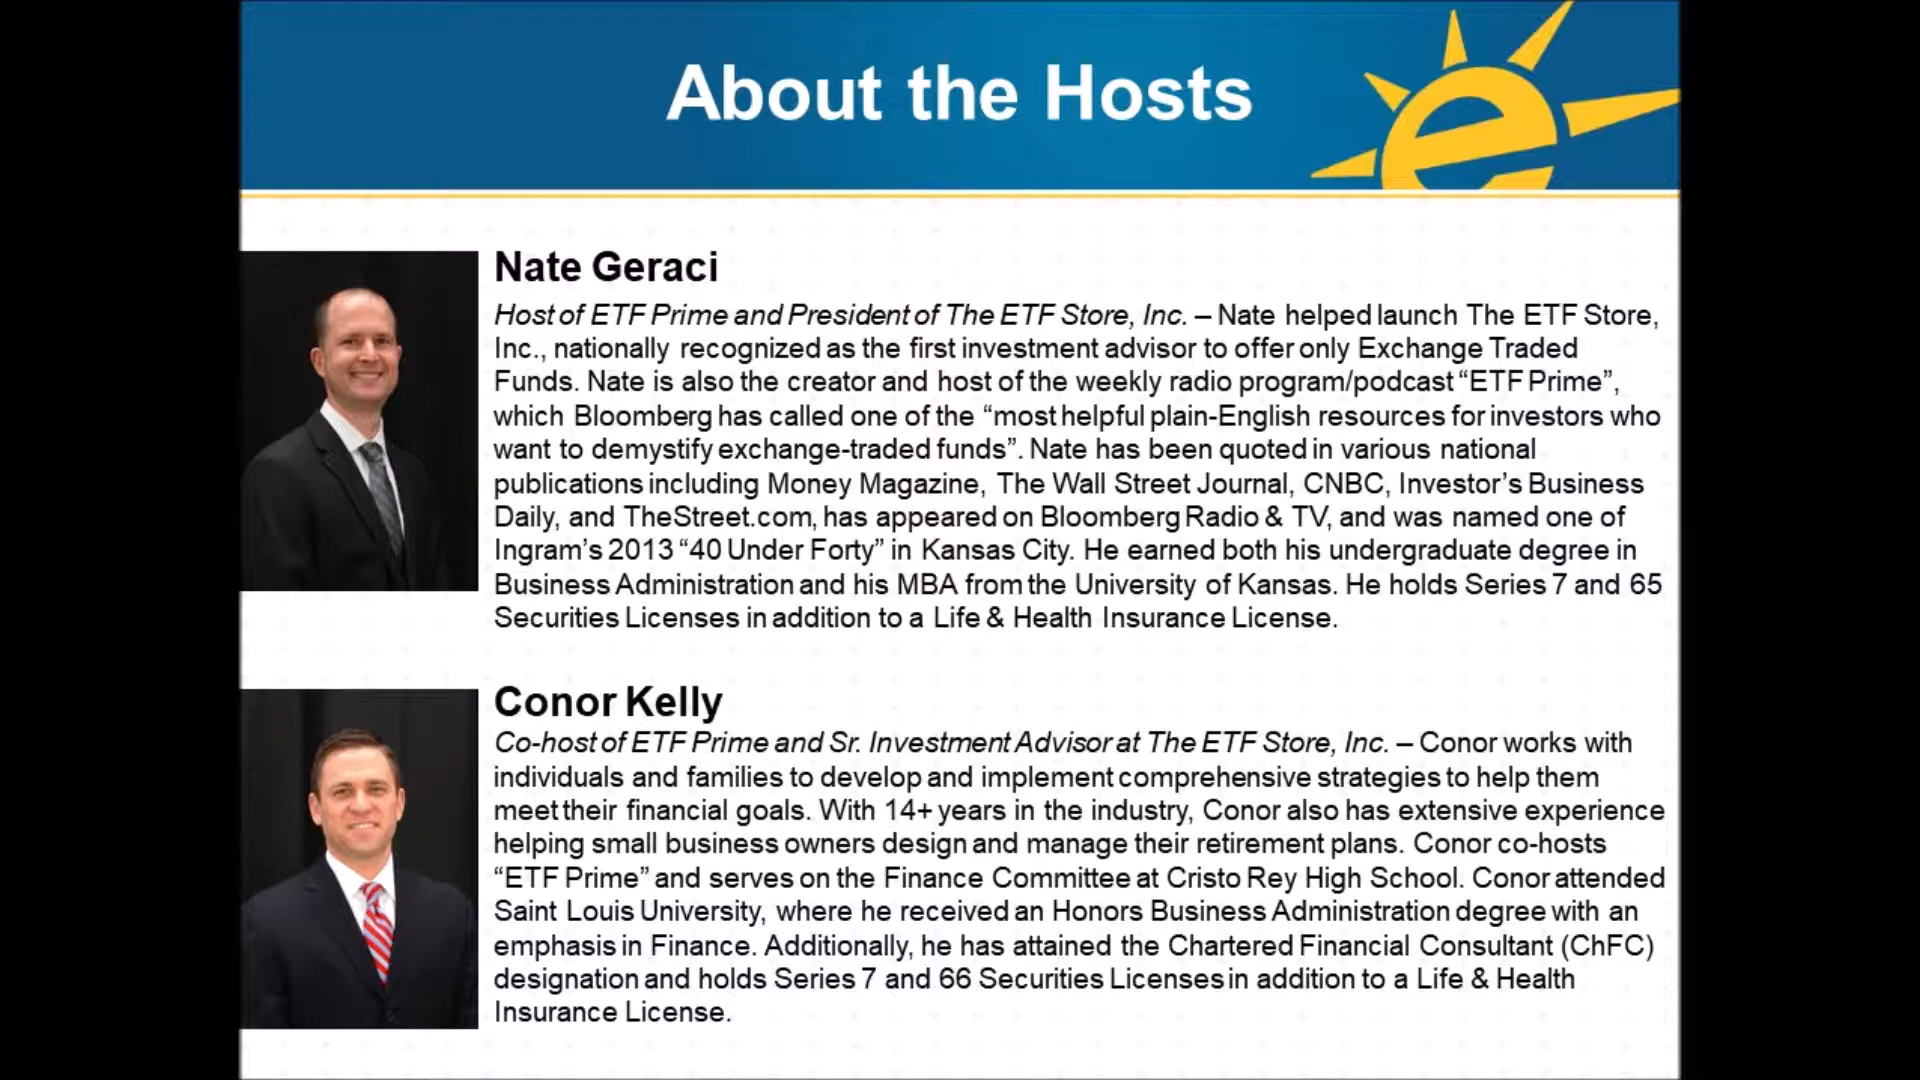 About the Hosts
Nate Geraci
Host of ETF Prime and President of The ETF Store, Inc. – Nate helped launch The ETF Store,
Inc., nationally recognized as the first investment advisor to offer only Exchange Traded
Funds. Nate is also the creator and host of the weekly radio program/podcast “ETF Prime”,
which Bloomberg has called one of the “most helpful plain-English resources for investors who
want to demystify exchange-traded funds”. Nate has been quoted in various national
publications including Money Magazine, The Wall Street Journal, CNBC, Investor’s Business
Daily, and TheStreet.com, has appeared on Bloomberg Radio & TV, and was named one of
Ingram’s 2013 “40 Under Forty” in Kansas City. He earned both his undergraduate degree in
Business Administration and his MBA from the University of Kansas. He holds Series 7 and 65
Securities Licenses in addition to a Life & Health Insurance License.
Conor Kelly
Co-host of ETF Prime and Sr. Investment Advisor at The ETF Store, Inc. – Conor works with
individuals and families to develop and implement comprehensive strategies to help them
meet their financial goals. With 14+ years in the industry, Conor also has extensive experience
helping small business owners design and manage their retirement plans. Conor co-hosts
“ETF Prime” and serves on the Finance Committee at Cristo Rey High School. Conor attended
Saint Louis University, where he received an Honors Business Administration degree with an
emphasis in Finance. Additionally, he has attained the Chartered Financial Consultant (ChFC)
designation and holds Series 7 and 66 Securities Licenses in addition to a Life & Health
Insurance License.